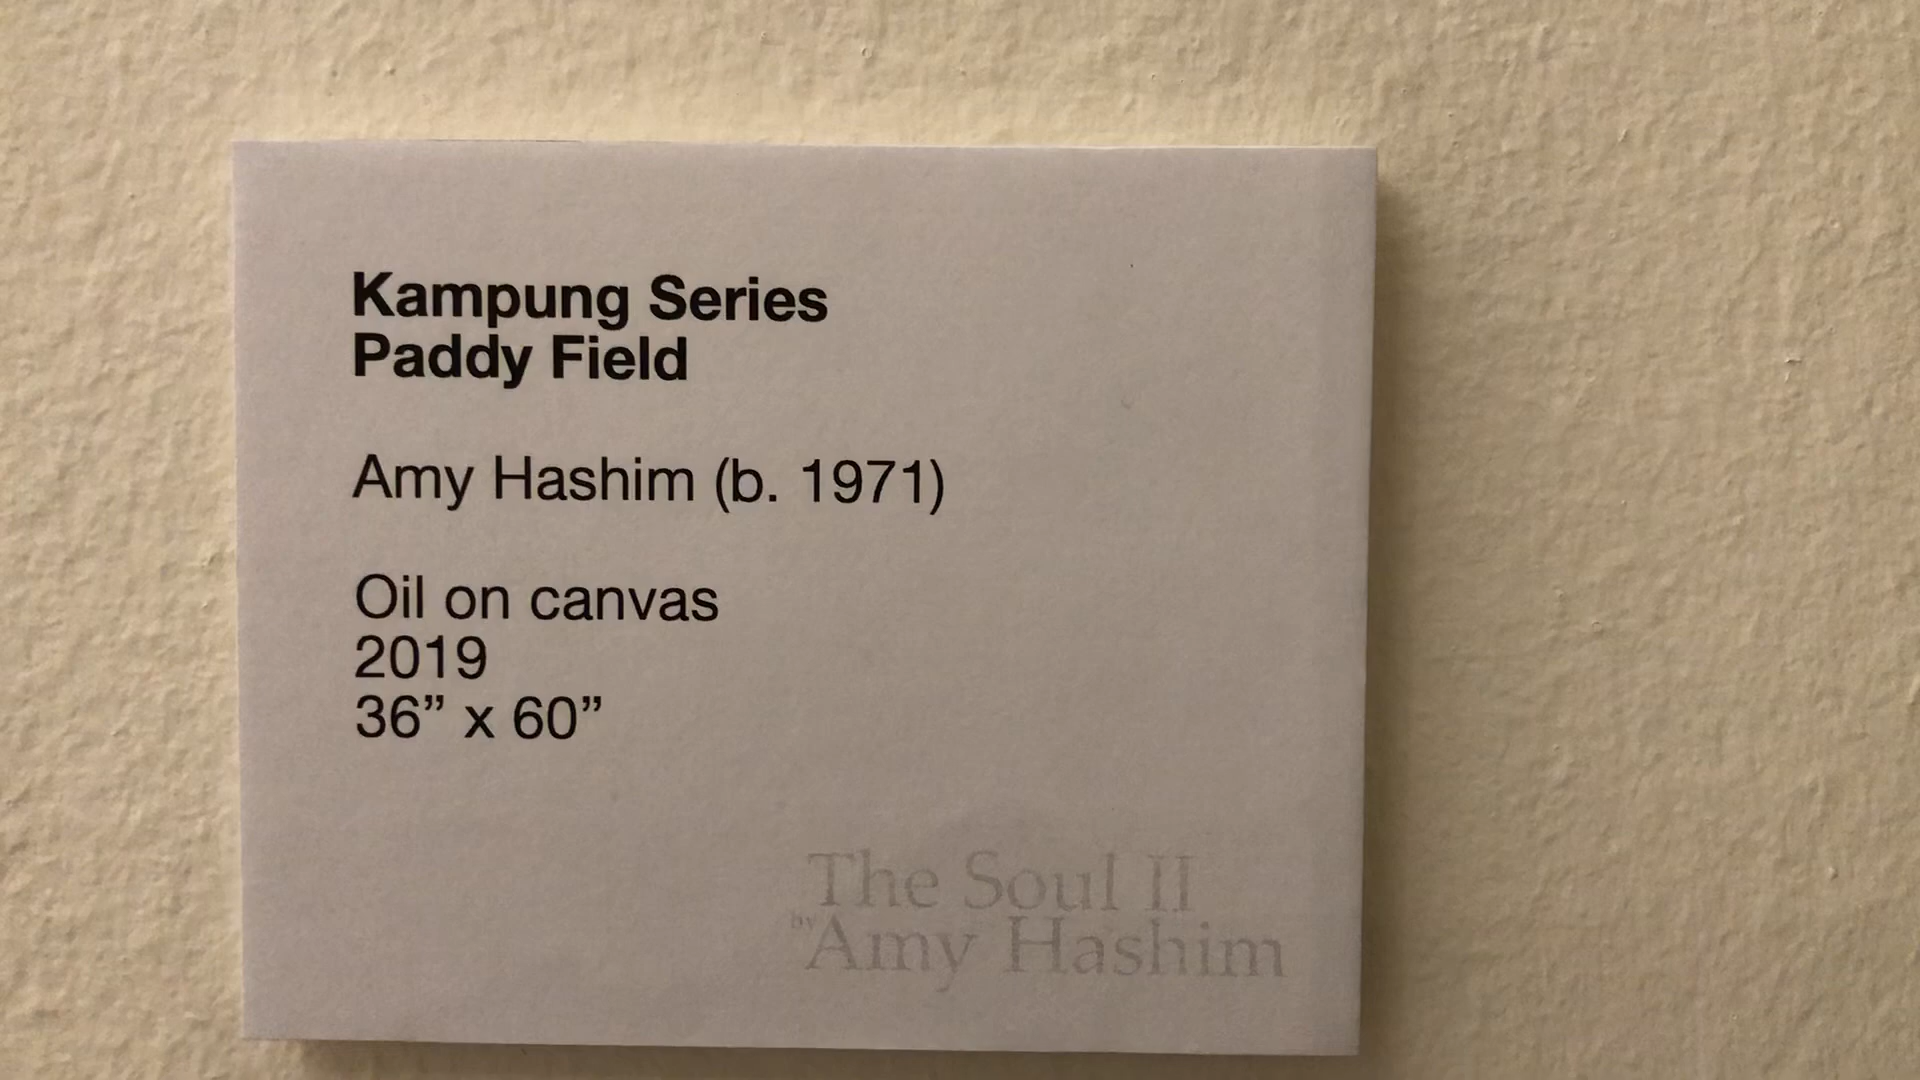 Kampung Series
Paddy Field
Amy Hashim (b. 1971)
Oil on canvas
2019
36” x 60”
The Soul II
by Amy Hashim